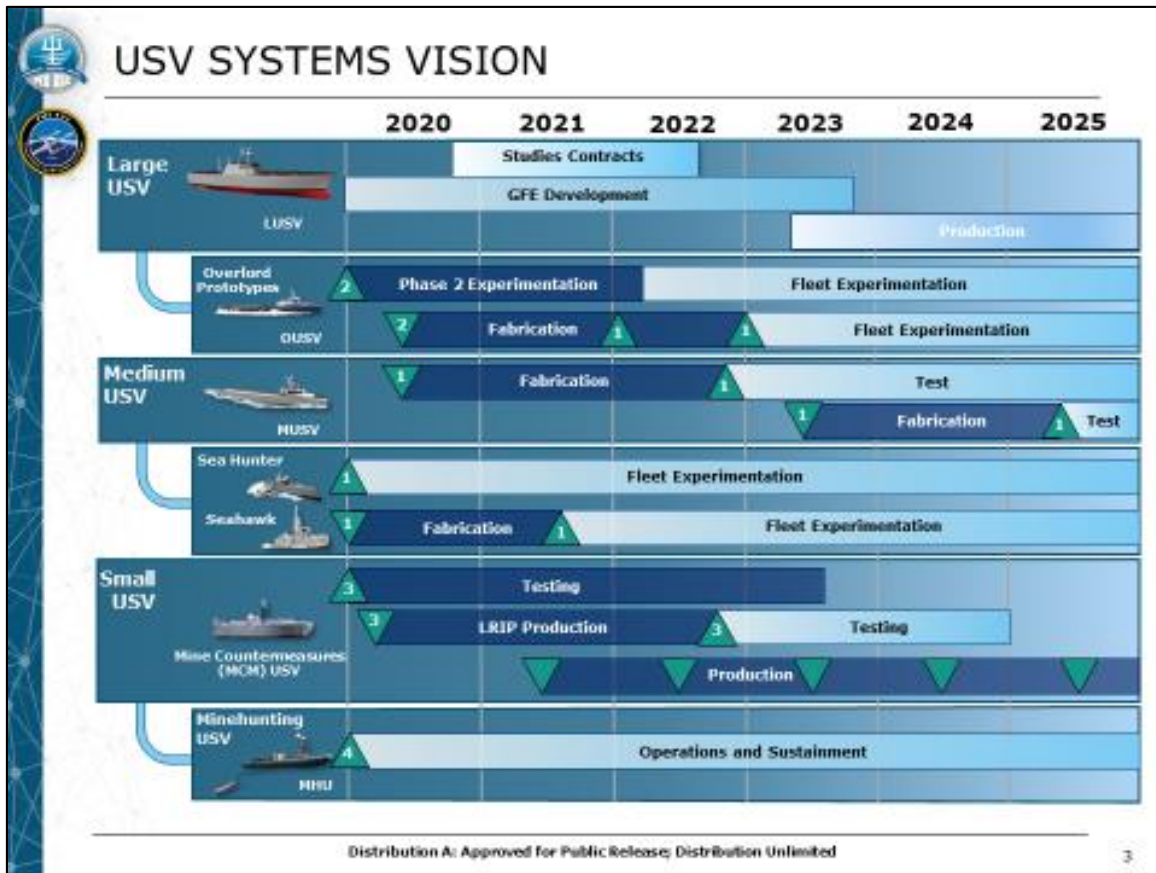 USV SYSTEMS VISION
2020 2021 2022 2023 2024 2025
Large
USV
LUSV
Studies Contracts
GFE Development
Production
Overlord
Prototypes
OUSV
2 Phase 2 Experimentation Fleet Experimentation
2 Fabrication 1 1 Fleet Experimentation
Medium
USV
MUSV
1 Fabrication 1 Test
1 Fabrication 1 Test
Sea Hunter
1 Fleet Experimentation
Seahawk
1 Fabrication 1 Fleet Experimentation
Small
USV
Mine Countermeasures
(MCM) USV
3 Testing
3 LRIP Production 3 Testing
Production
Minehunting
USV
MHU
4 Operations and Sustainment
Distribution A: Approved for Public Release; Distribution Unlimited
3